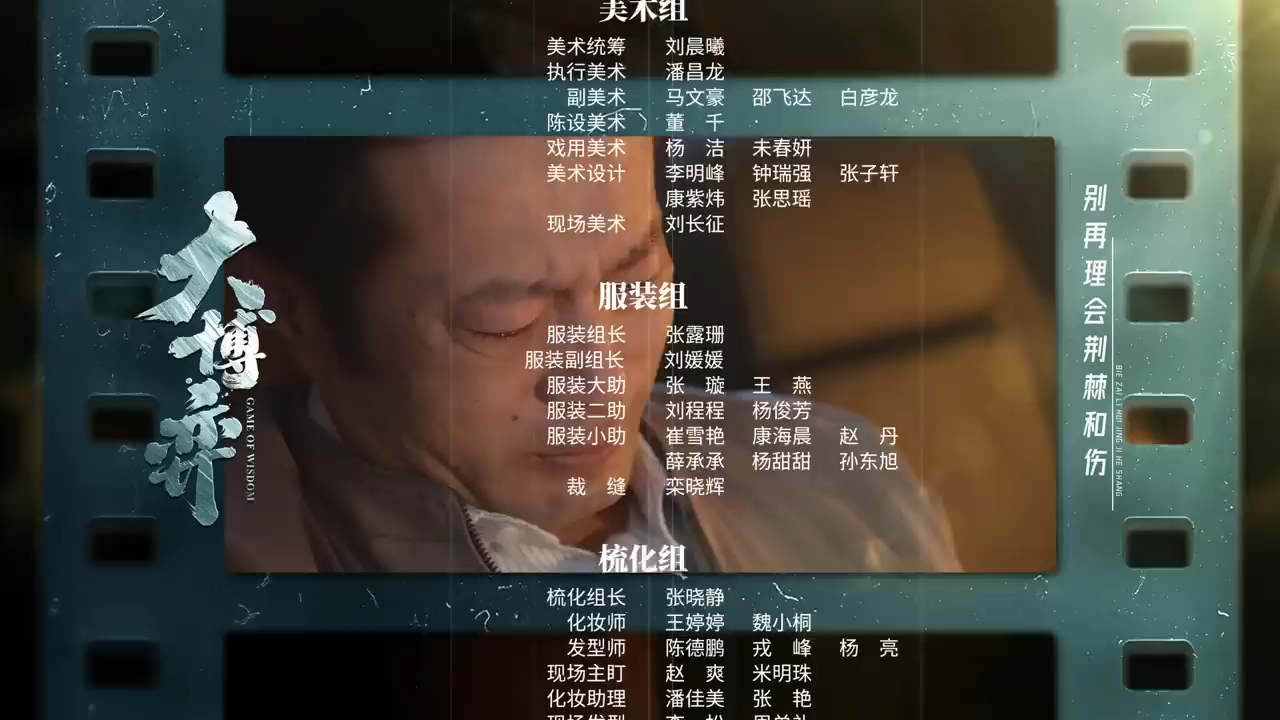 美术组
美术统筹 刘晨曦
执行美术 潘昌龙
副美术 马文豪 邵飞达 白彦龙
陈设美术 董 千
戏用美术 杨 洁 未春妍
美术设计 李明峰 钟瑞强 张子轩
康紫炜 张思瑶
现场美术 刘长征
服装组
服装组长 张露珊
服装副组长 刘媛媛
服装大助 张 璇 王 燕
服装二助 刘程程 杨俊芳
服装小助 崔雪艳 康海晨 赵 丹
薛承承 杨甜甜 孙东旭
裁 缝 栾晓辉
梳化组
梳化组长 张晓静
化妆师 王婷婷 魏小桐
发型师 陈德鹏 戎 峰 杨 亮
现场主盯 赵 爽 米明珠
化妆助理 潘佳美 张 艳
大博弈
GAME OF WISDOM
别再理会荆棘和伤
BIE ZAI LI HUI JING JI HE SHANG